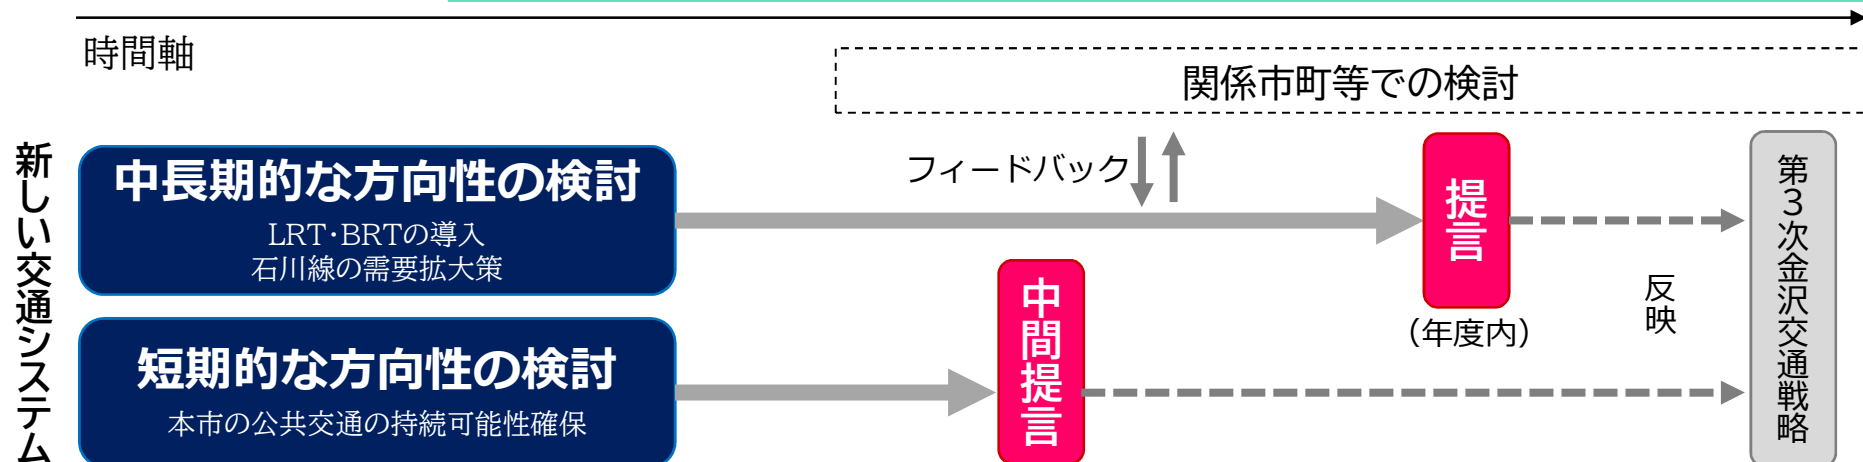 時間軸
関係市町等での検討
新しい交通システム
中長期的な方向性の検討
LRT・BRTの導入
石川線の需要拡大策
フィードバック
提言
(年度内)
反映
第3次金沢交通戦略
短期的な方向性の検討
本市の公共交通の持続可能性確保
中間提言